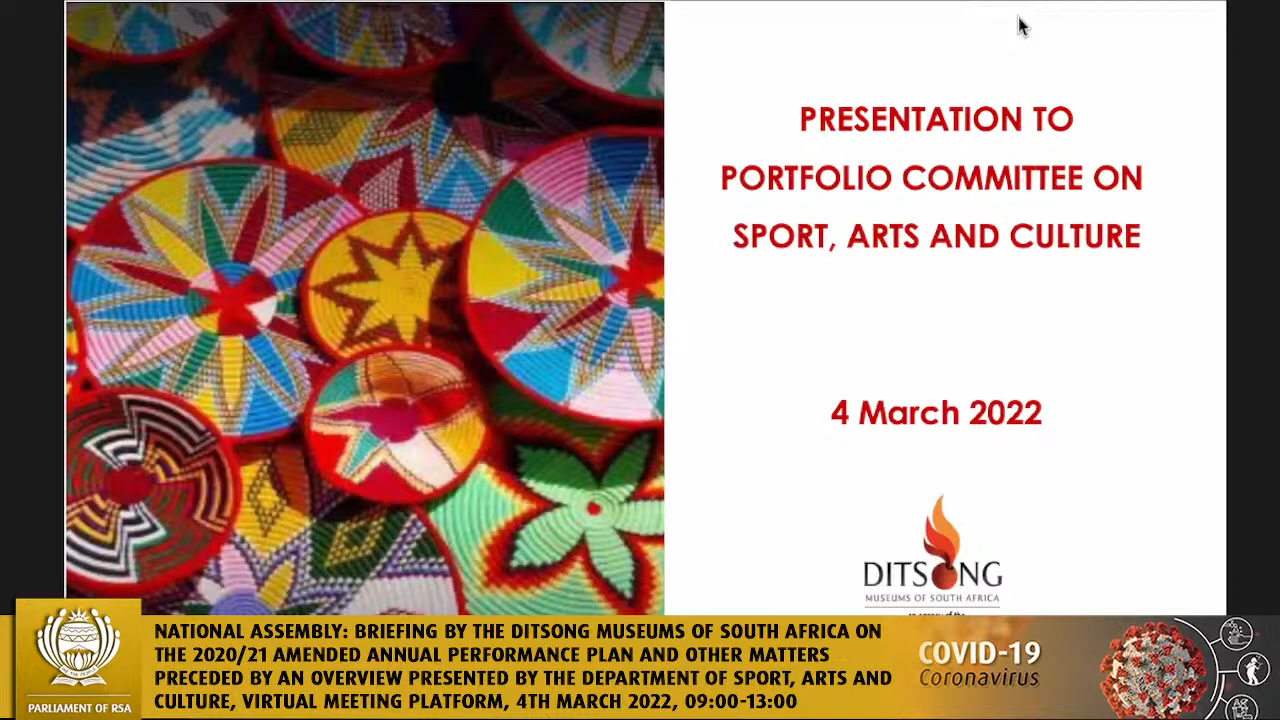 PRESENTATION TO
PORTFOLIO COMMITTEE ON
SPORT, ARTS AND CULTURE
4 March 2022
DITSONG
MUSEUMS OF SOUTH AFRICA
NATIONAL ASSEMBLY: BRIEFING BY THE DITSONG MUSEUMS OF SOUTH AFRICA ON
THE 2020/21 AMENDED ANNUAL PERFORMANCE PLAN AND OTHER MATTERS
PRECEDED BY AN OVERVIEW PRESENTED BY THE DEPARTMENT OF SPORT, ARTS AND
CULTURE, VIRTUAL MEETING PLATFORM, 4TH MARCH 2022, 09:00-13:00
PARLIAMENT OF RSA
COVID-19
Coronavirus